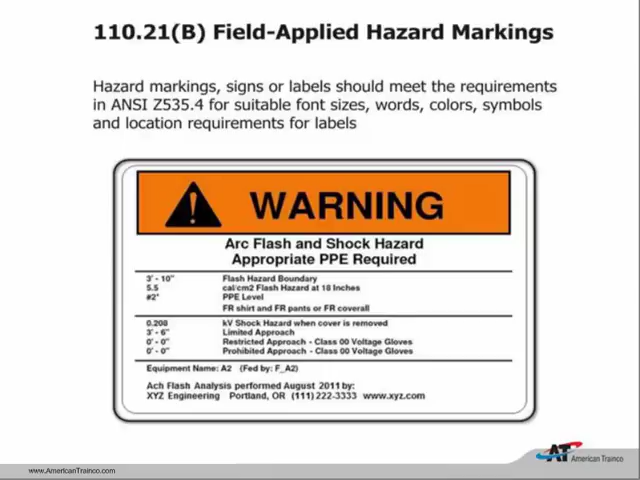 110.21(B) Field-Applied Hazard Markings
Hazard markings, signs or labels should meet the requirements
in ANSI Z535.4 for suitable font sizes, words, colors, symbols
and location requirements for labels
WARNING
Arc Flash and Shock Hazard
Appropriate PPE Required
3' - 10" Flash Hazard Boundary
5.5 cal/cm2 Flash Hazard at 18 Inches
#2* PPE Level
FR shirt and FR pants or FR coverall
0.208 kV Shock Hazard when cover is removed
3' - 6" Limited Approach
0' - 0" Restricted Approach - Class 00 Voltage Gloves
0' - 0" Prohibited Approach - Class 00 Voltage Gloves
Equipment Name: A2 (Fed by: F_A2)
Ach Flash Analysis performed August 2011 by:
XYZ Engineering Portland, OR (111) 222-3333 www.xyz.com
AT American Trainco
www.AmericanTrainco.com